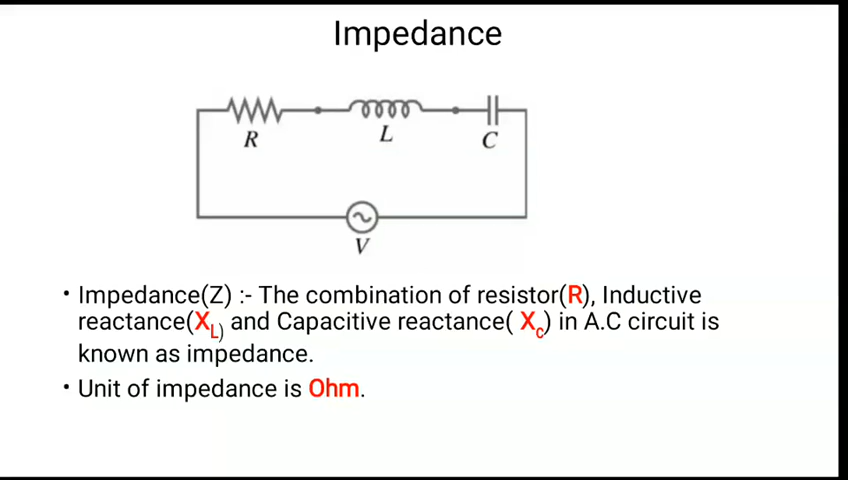 Impedance
R
L
C
V
• Impedance(Z) :- The combination of resistor(R), Inductive
reactance(XL) and Capacitive reactance( Xc) in A.C circuit is
known as impedance.
• Unit of impedance is Ohm.